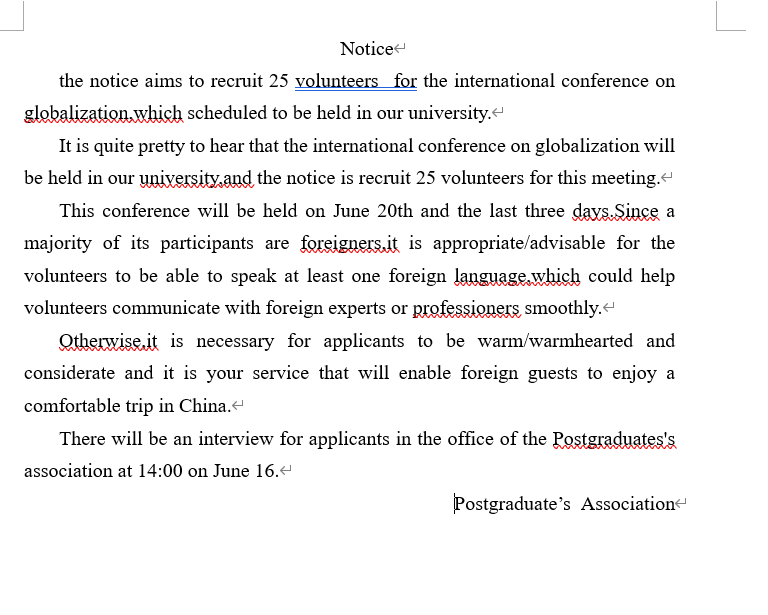 Notice
the notice aims to recruit 25 volunteers  for the international conference on
globalization,which scheduled to be held in our university.
It is quite pretty to hear that the international conference on globalization will
be held in our university,and the notice is recruit 25 volunteers for this meeting.
This conference will be held on June 20th and the last three days.Since a
majority of its participants are foreigners,it is appropriate/advisable for the
volunteers to be able to speak at least one foreign language,which could help
volunteers communicate with foreign experts or professioners smoothly.
Otherwise,it is necessary for applicants to be warm/warmhearted and
considerate and it is your service that will enable foreign guests to enjoy a
comfortable trip in China.
There will be an interview for applicants in the office of the Postgraduates's
association at 14:00 on June 16.
Postgraduate’s  Association